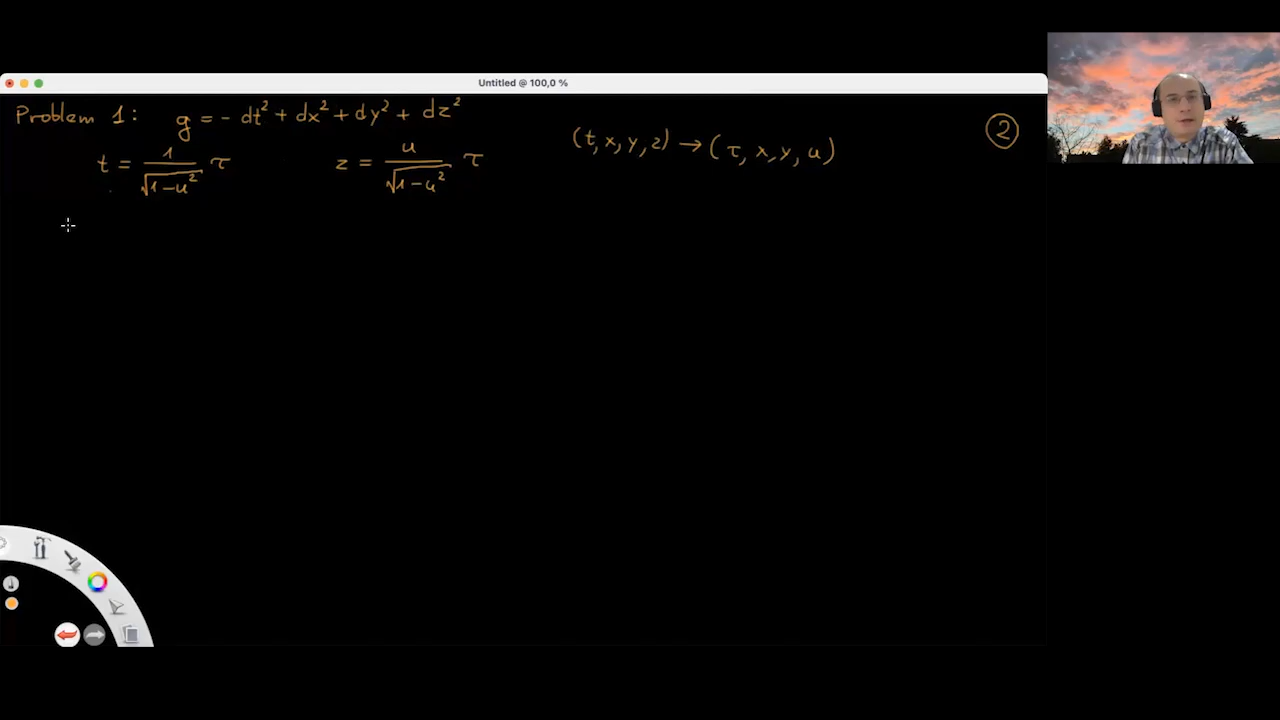 Untitled @ 100,0 %
Problem 1: g = - dt² + dx² + dy² + dz²
(t, x, y, z) → (τ, x, y, u)
②
t = 1/√(1-u²) τ z = u/√(1-u²) τ